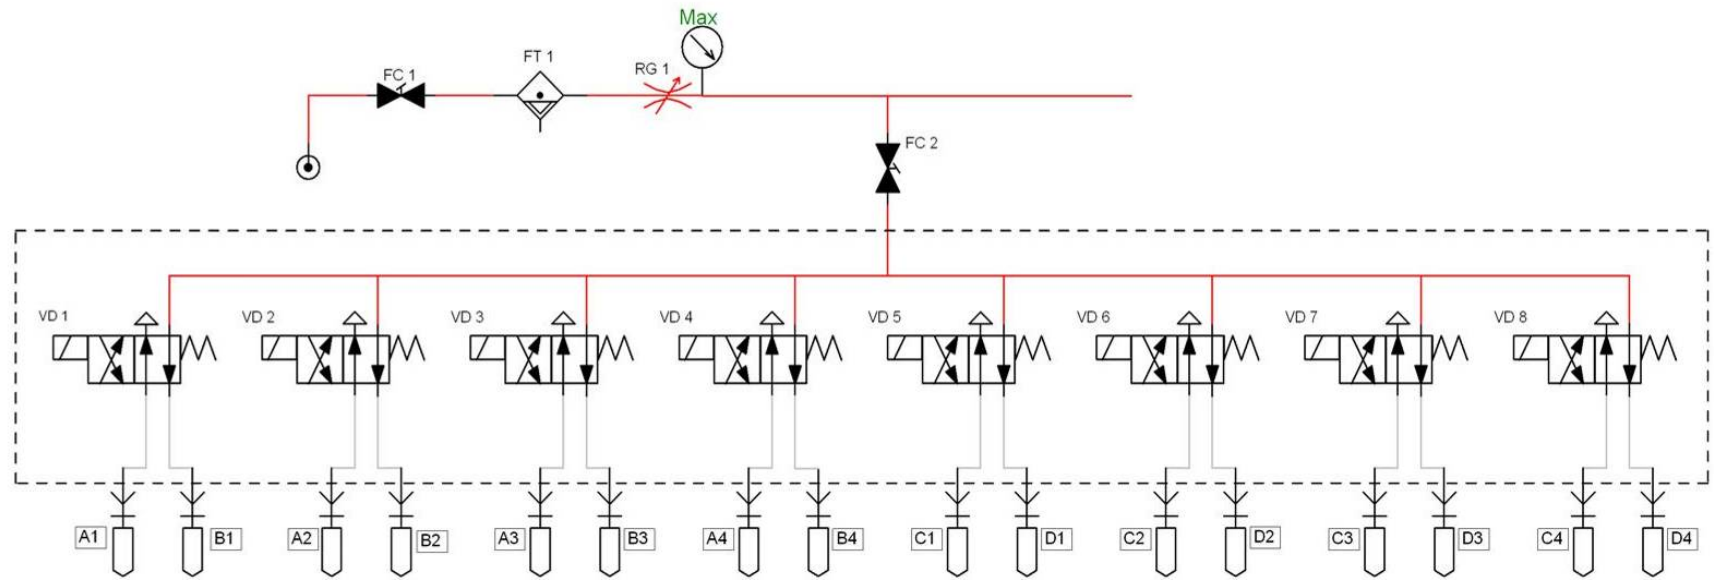 Max
FT 1
RG 1
FC 1
FC 2
VD 1
VD 2
VD 3
VD 4
VD 5
VD 6
VD 7
VD 8
A1
B1
A2
B2
A3
B3
A4
B4
C1
D1
C2
D2
C3
D3
C4
D4